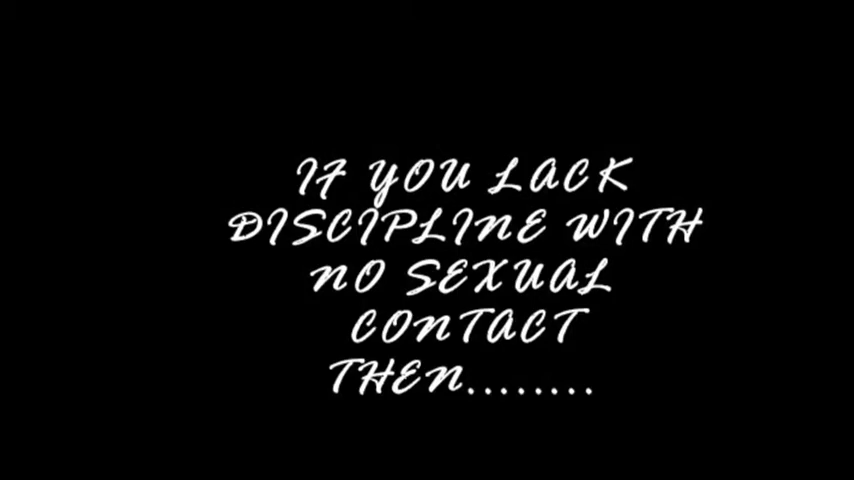 IF YOU LACK
DISCIPLINE WITH
NO SEXUAL
CONTACT
THEN........